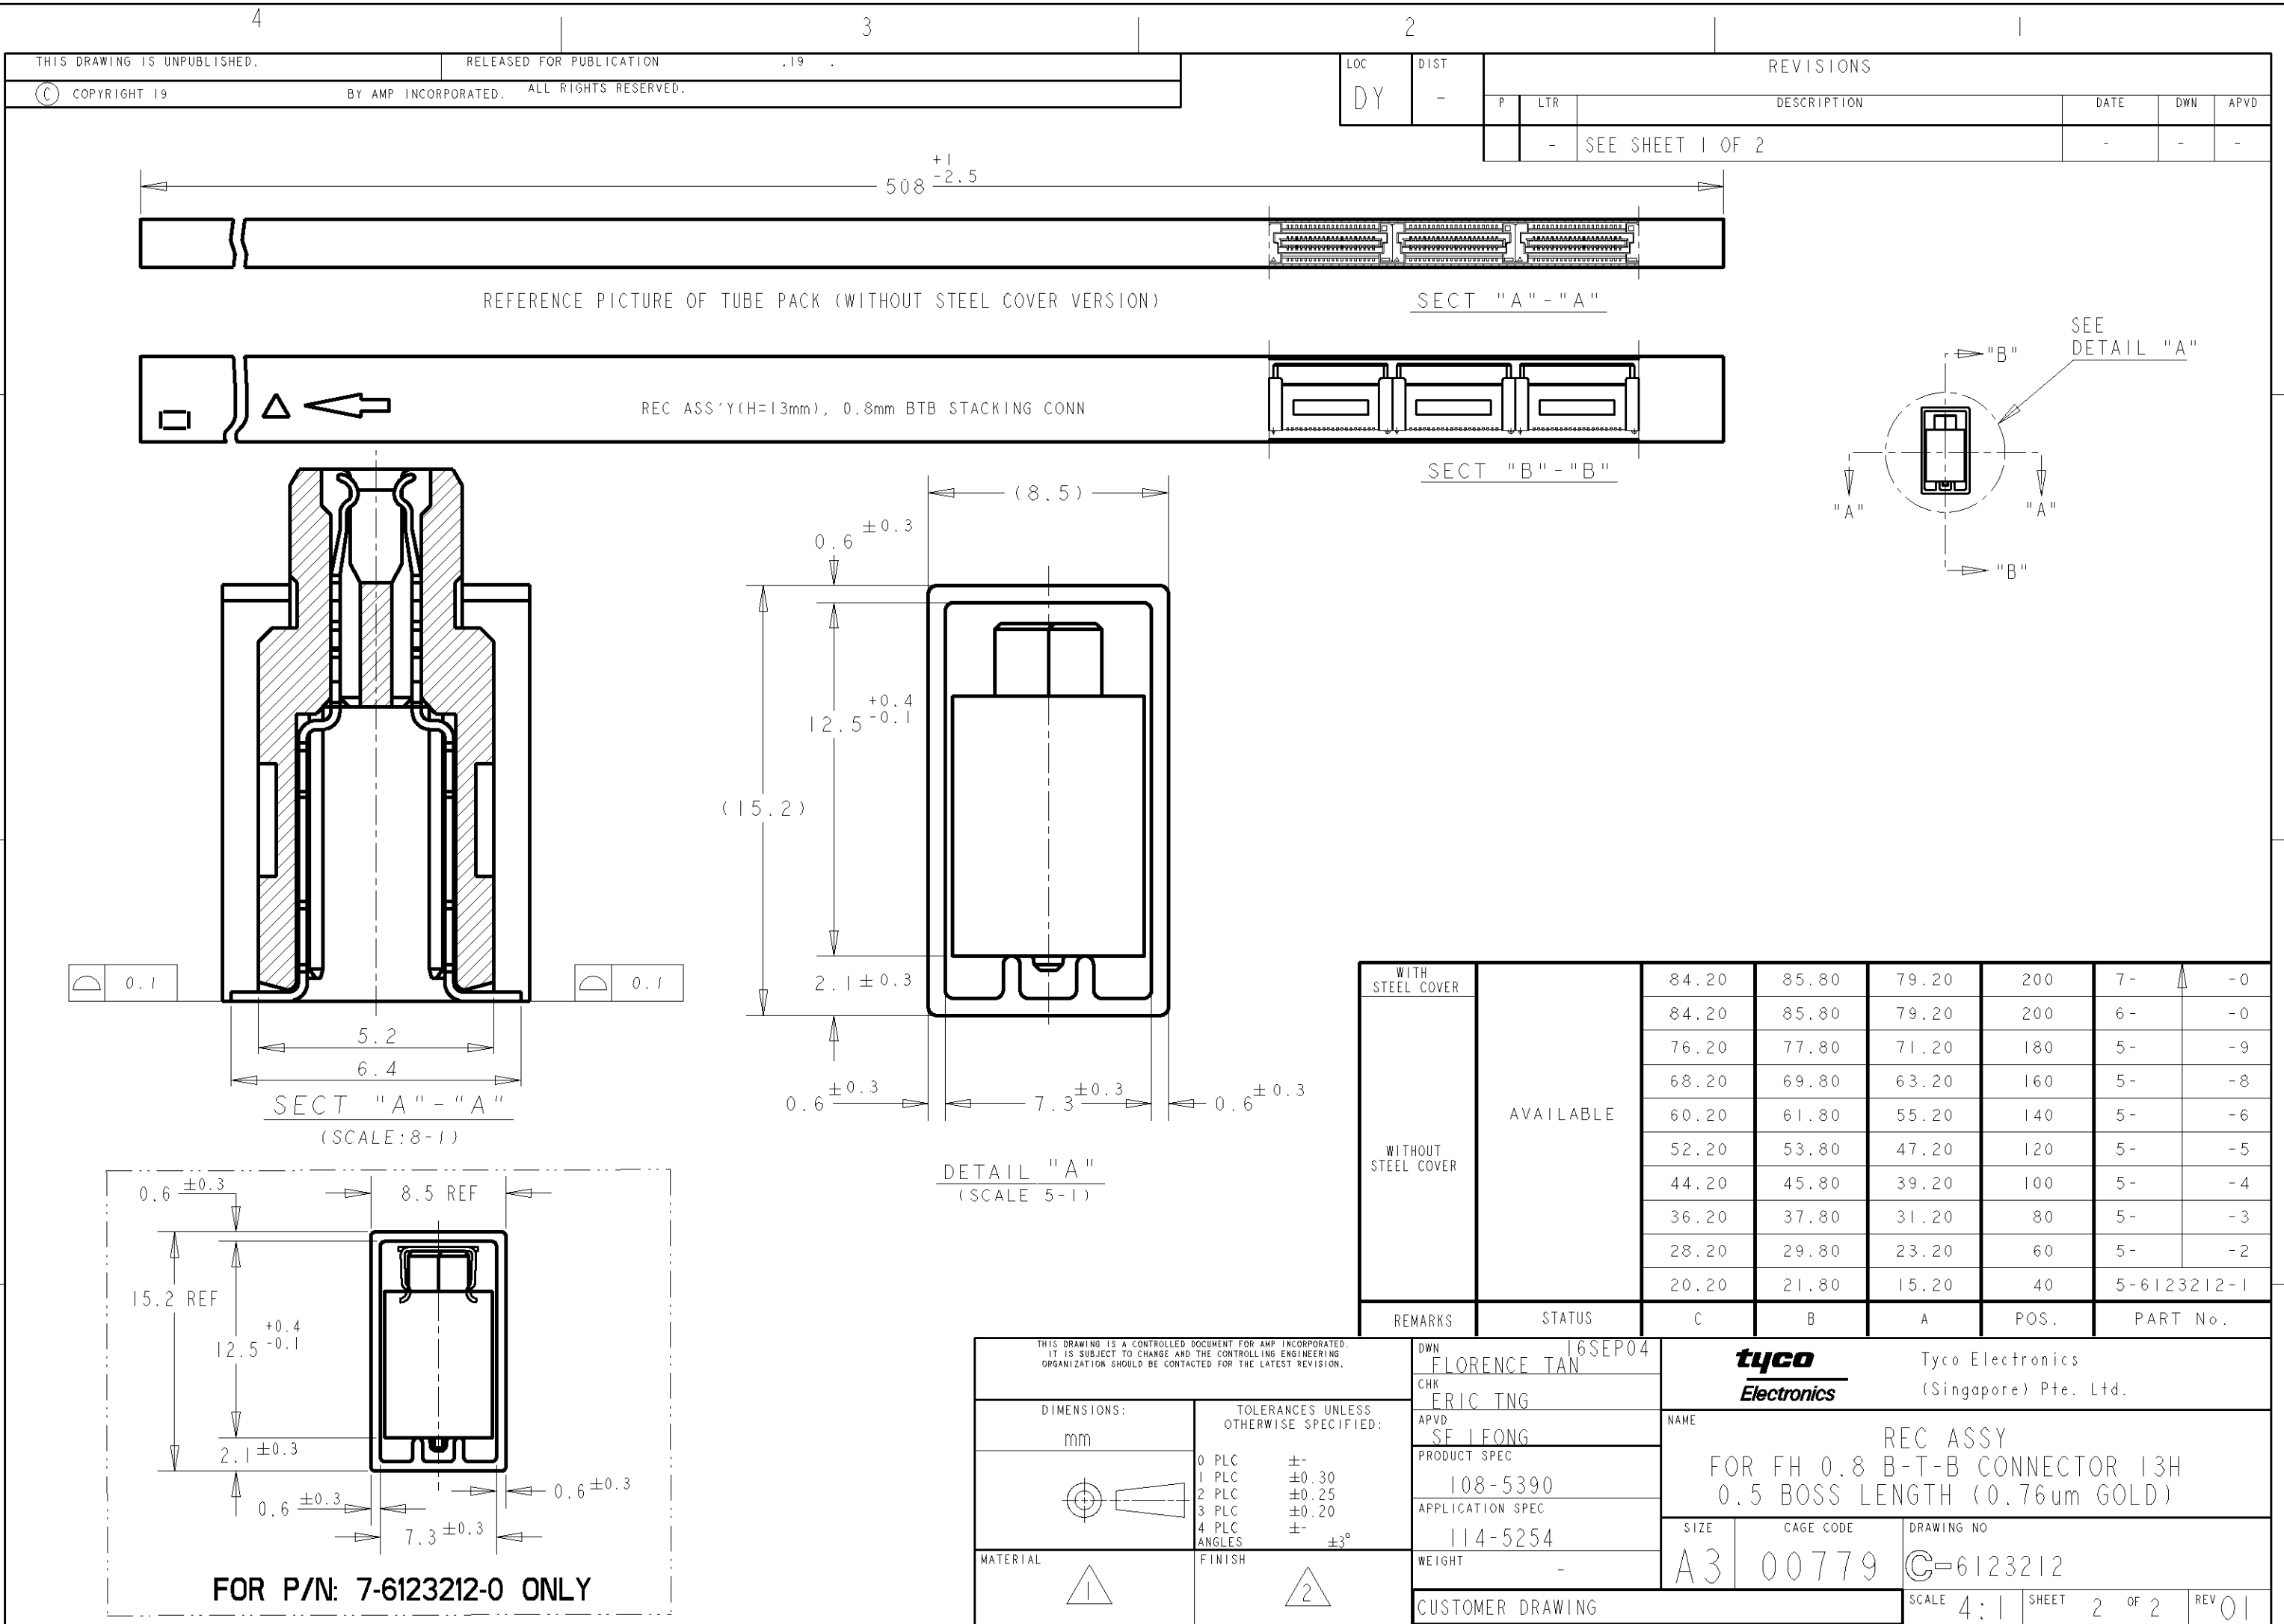 4 3 2 1
THIS DRAWING IS UNPUBLISHED. RELEASED FOR PUBLICATION ,19 .
© COPYRIGHT 19 BY AMP INCORPORATED. ALL RIGHTS RESERVED.
LOC DIST REVISIONS
DY -
P LTR DESCRIPTION DATE DWN APVD
- SEE SHEET 1 OF 2 - - -
508 +1 -2.5
REFERENCE PICTURE OF TUBE PACK (WITHOUT STEEL COVER VERSION)
SECT "A"-"A"
REC ASS'Y(H=13mm), 0.8mm BTB STACKING CONN
SECT "B"-"B"
SEE
DETAIL "A"
"B"
"A" "A"
"B"
0.1 0.1
5.2
6.4
SECT "A"-"A"
(SCALE:8-1)
(8.5)
0.6 ±0.3
12.5 +0.4 -0.1
(15.2)
2.1 ±0.3
0.6 ±0.3 7.3 ±0.3 0.6 ±0.3
DETAIL "A"
(SCALE 5-1)
0.6 ±0.3 8.5 REF
15.2 REF
12.5 +0.4 -0.1
2.1 ±0.3
0.6 ±0.3 0.6 ±0.3
7.3 ±0.3
FOR P/N: 7-6123212-0 ONLY
WITH
STEEL COVER
84.20 85.80 79.20 200 7- -0
84.20 85.80 79.20 200 6- -0
76.20 77.80 71.20 180 5- -9
68.20 69.80 63.20 160 5- -8
AVAILABLE 60.20 61.80 55.20 140 5- -6
WITHOUT
STEEL COVER
52.20 53.80 47.20 120 5- -5
44.20 45.80 39.20 100 5- -4
36.20 37.80 31.20 80 5- -3
28.20 29.80 23.20 60 5- -2
20.20 21.80 15.20 40 5-6123212-1
REMARKS STATUS C B A POS. PART No.
THIS DRAWING IS A CONTROLLED DOCUMENT FOR AMP INCORPORATED.
IT IS SUBJECT TO CHANGE AND THE CONTROLLING ENGINEERING
ORGANIZATION SHOULD BE CONTACTED FOR THE LATEST REVISION.
DIMENSIONS:
mm
TOLERANCES UNLESS
OTHERWISE SPECIFIED:
0 PLC ±-
1 PLC ±0.30
2 PLC ±0.25
3 PLC ±0.20
4 PLC ±-
ANGLES ±3°
MATERIAL 1
FINISH 2
DWN 16SEP04
FLORENCE TAN
CHK
ERIC TNG
APVD
SF LEONG
PRODUCT SPEC
108-5390
APPLICATION SPEC
114-5254
WEIGHT -
CUSTOMER DRAWING
tyco
Electronics
Tyco Electronics
(Singapore) Pte. Ltd.
NAME
REC ASSY
FOR FH 0.8 B-T-B CONNECTOR 13H
0.5 BOSS LENGTH (0.76um GOLD)
SIZE CAGE CODE DRAWING NO
A3 00779 C-6123212
SCALE 4:1 SHEET 2 OF 2 REV 01